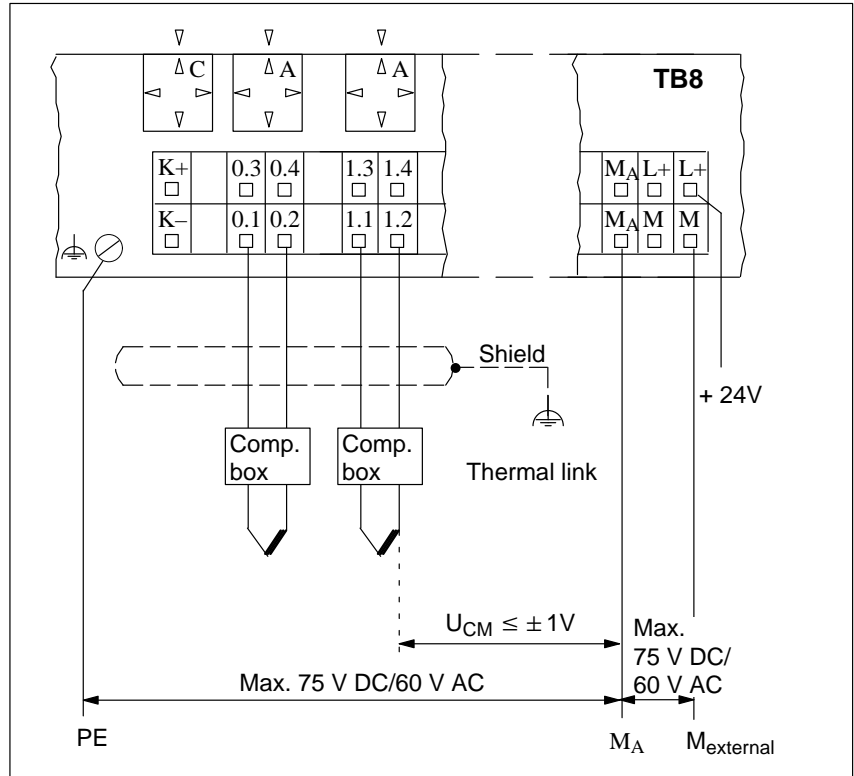 C A A
TB8
K+ 0.3 0.4 1.3 1.4 MA L+ L+
K– 0.1 0.2 1.1 1.2 MA M M
Shield
+ 24V
Comp.
box
Comp.
box
Thermal link
UCM ≤ ± 1V
Max.
75 V DC/
60 V AC
Max. 75 V DC/60 V AC
PE
MA
Mexternal